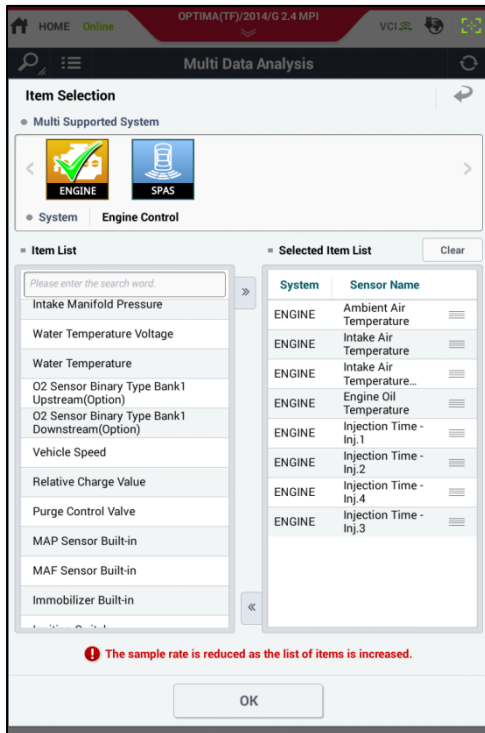 OPTIMA(TF)/2014/G 2.4 MPI
HOME Online
VCI
Multi Data Analysis
Item Selection
Multi Supported System
ENGINE
SPAS
System Engine Control
Item List
Please enter the search word.
Intake Manifold Pressure
Water Temperature Voltage
Water Temperature
O2 Sensor Binary Type Bank1
Upstream(Option)
O2 Sensor Binary Type Bank1
Downstream(Option)
Vehicle Speed
Relative Charge Value
Purge Control Valve
MAP Sensor Built-in
MAF Sensor Built-in
Immobilizer Built-in
»
«
Selected Item List
Clear
System Sensor Name
ENGINE Ambient Air
Temperature
ENGINE Intake Air
Temperature
ENGINE Intake Air
Temperature...
ENGINE Engine Oil
Temperature
ENGINE Injection Time -
Inj.1
ENGINE Injection Time -
Inj.2
ENGINE Injection Time -
Inj.4
ENGINE Injection Time -
Inj.3
The sample rate is reduced as the list of items is increased.
OK